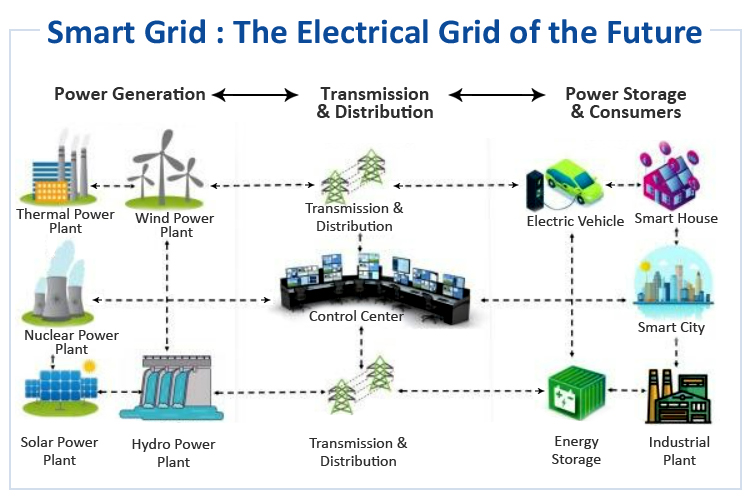 Smart Grid : The Electrical Grid of the Future
Power Generation
Transmission
& Distribution
Power Storage
& Consumers
Thermal Power
Plant
Wind Power
Plant
Transmission &
Distribution
Electric Vehicle
Smart House
Nuclear Power
Plant
Control Center
Smart City
Solar Power
Plant
Hydro Power
Plant
Transmission &
Distribution
Energy
Storage
Industrial
Plant